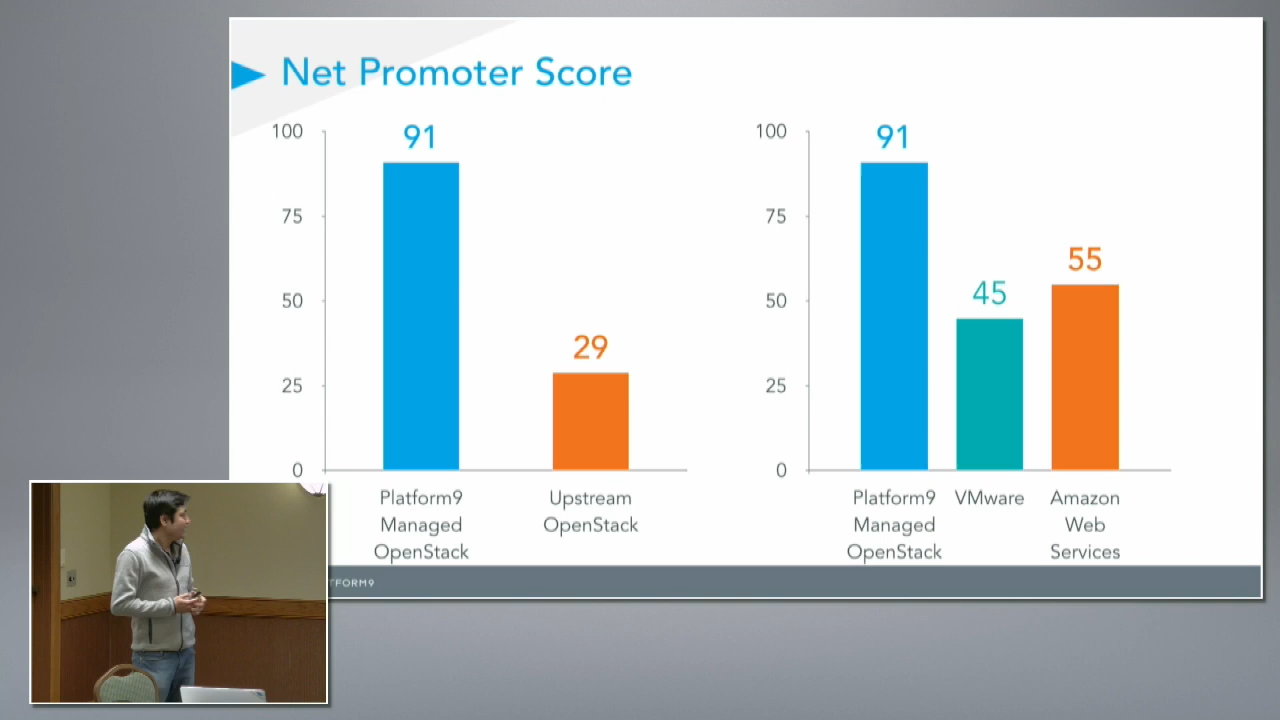 Net Promoter Score
100
91
75
50
29
25
0
Platform9
Managed
OpenStack
Upstream
OpenStack
100
91
75
55
50
45
25
0
Platform9
Managed
OpenStack
VMware
Amazon
Web
Services
TFORM9